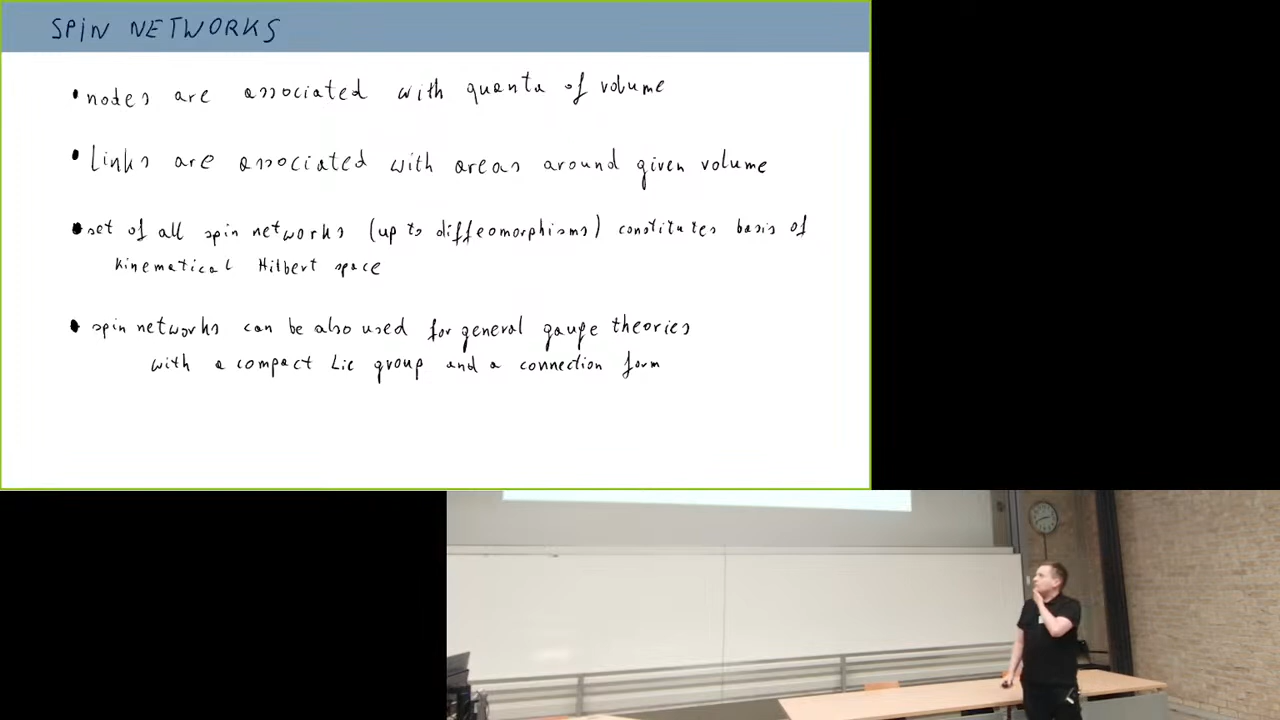 SPIN NETWORKS
• nodes are associated with quanta of volume
• Links are associated with areas around given volume
• set of all spin networks (up to diffeomorphisms) constitutes basis of
kinematical Hilbert space
• spin networks can be also used for general gauge theories
with a compact Lie group and a connection form